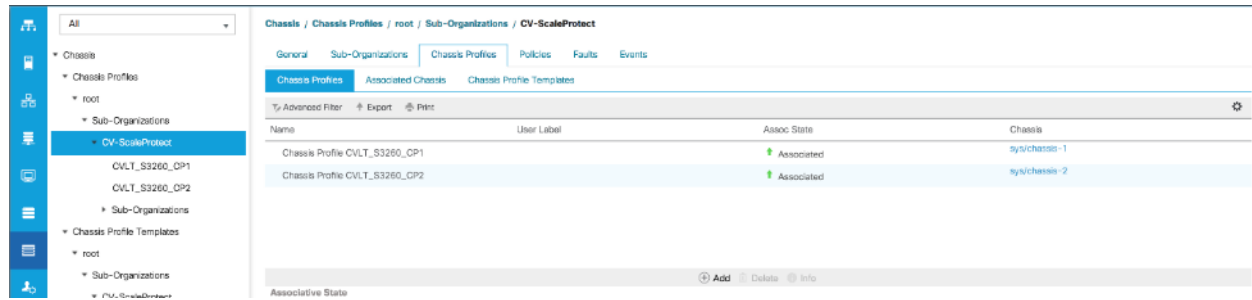 All
Chassis / Chassis Profiles / root / Sub-Organizations / CV-ScaleProtect
Chassis
General Sub-Organizations Chassis Profiles Policies Faults Events
Chassis Profiles
Chassis Profiles Associated Chassis Chassis Profile Templates
root
Advanced Filter Export Print
Sub-Organizations
Name User Label Assoc State Chassis
CV-ScaleProtect
Chassis Profile CVLT_S3260_CP1 Associated sys/chassis-1
CVLT_S3260_CP1
Chassis Profile CVLT_S3260_CP2 Associated sys/chassis-2
CVLT_S3260_CP2
Sub-Organizations
Chassis Profile Templates
root
Sub-Organizations
Add Delete Info
CV-ScaleProtect
Associative State